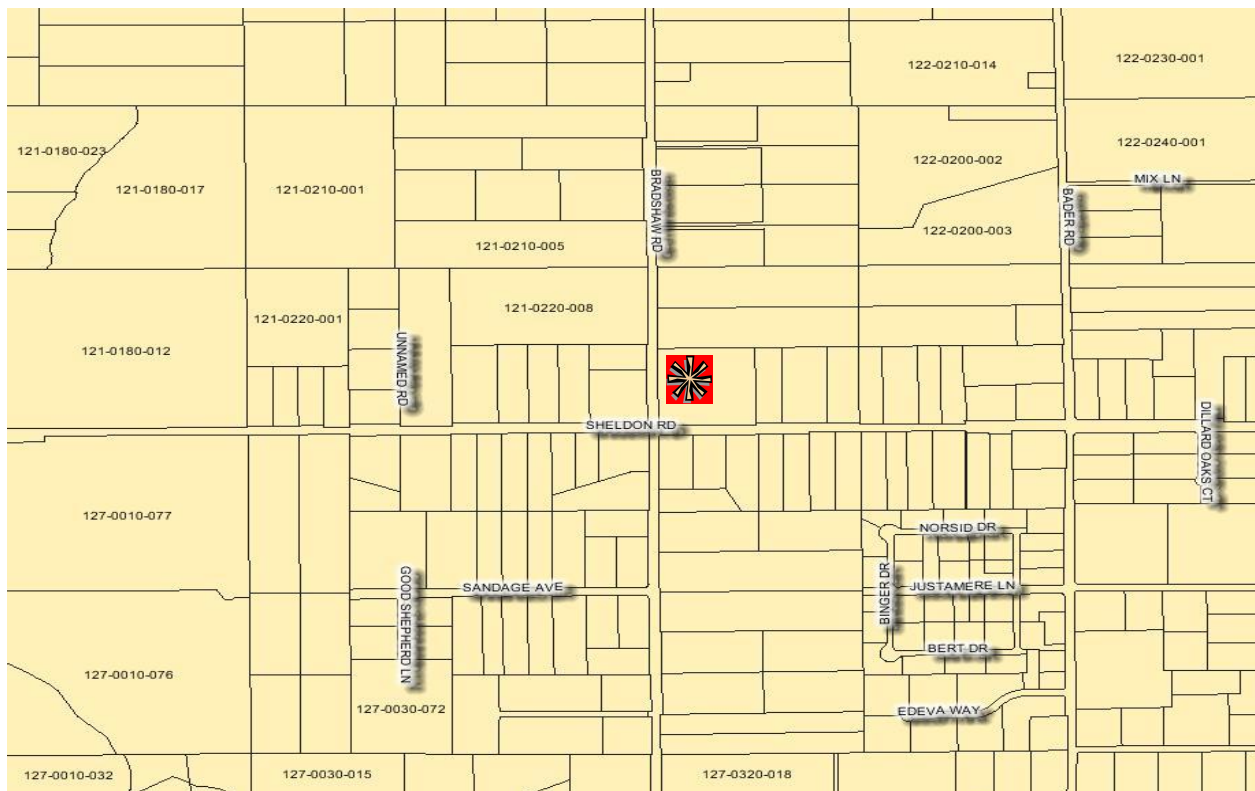 122-0210-014
122-0230-001
121-0180-023
122-0240-001
122-0200-002
121-0180-017
121-0210-001
MIX LN
BRADSHAW RD
BADER RD
122-0200-003
121-0210-005
121-0220-008
121-0220-001
121-0180-012
UNNAMED RD
SHELDON RD
DILLARD OAKS CT
127-0010-077
NORSID DR
SANDAGE AVE
JUSTAMERE LN
BINGER DR
GOOD SHEPHERD LN
BERT DR
127-0010-076
127-0030-072
EDEVA WAY
127-0010-032
127-0030-015
127-0320-018